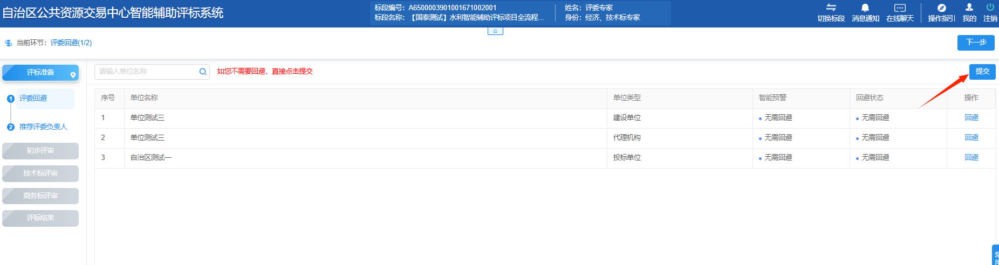 自治区公共资源交易中心智能辅助评标系统
标段编号：A6500003901001671002001
标段名称：【国泰测试】水利智能辅助评标项目全流程...
姓名：评委专家
身份：经济、技术标专家
切换标段 消息通知 在线聊天 操作指引 我的 注销
当前环节：评委回避(1/2)
下一步
评标准备
1 评委回避
2 推荐评委负责人
初步评审
技术标评审
商务标评审
评标结束
请输入单位名称 如您不需要回避，直接点击提交 提交
序号 单位名称 单位类型 智能预警 回避状态 操作
1 单位测试三 建设单位 无需回避 无需回避 回避
2 单位测试三 代理机构 无需回避 无需回避 回避
3 自治区测试一 投标单位 无需回避 无需回避 回避